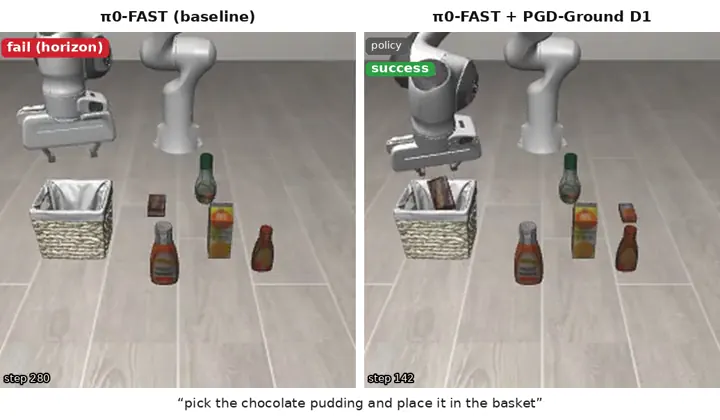 π0-FAST (baseline)
π0-FAST + PGD-Ground D1
fail (horizon)
policy
success
step 280
step 142
“pick the chocolate pudding and place it in the basket”